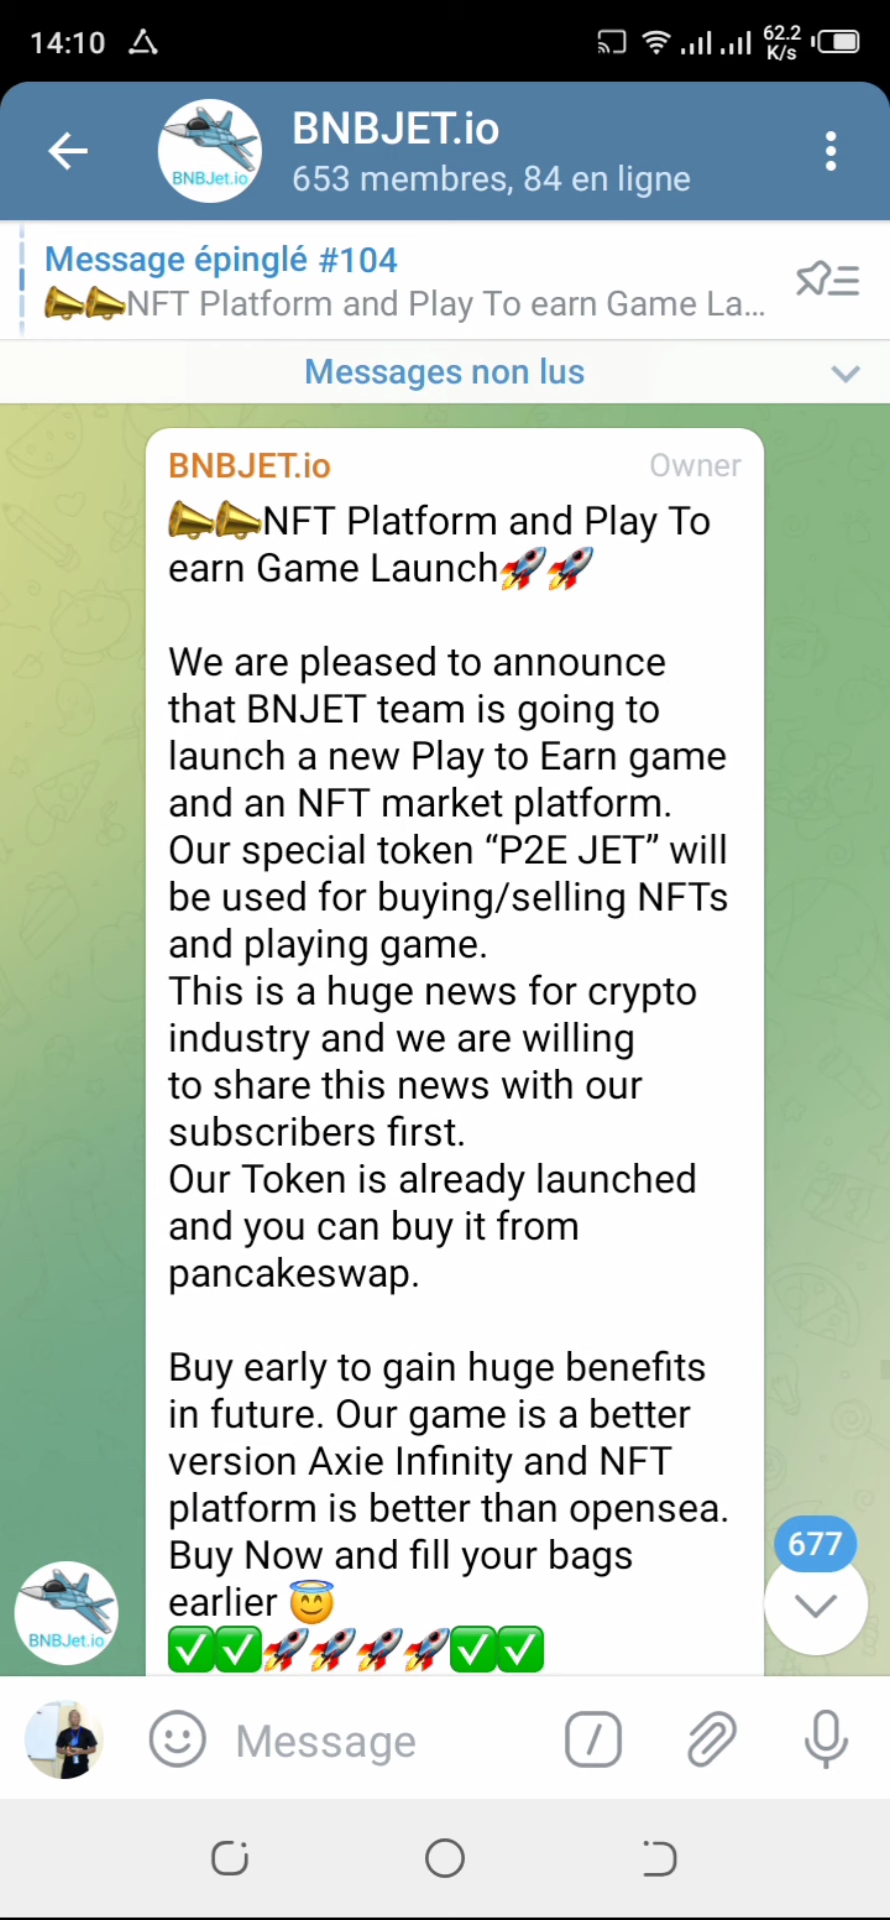 14:10
62.2
K/s
BNBJET.io
653 membres, 84 en ligne
BNBJet.io
Message épinglé #104
NFT Platform and Play To earn Game La...
Messages non lus
BNBJET.io
Owner
📣📣NFT Platform and Play To
earn Game Launch🚀🚀
We are pleased to announce
that BNJET team is going to
launch a new Play to Earn game
and an NFT market platform.
Our special token “P2E JET” will
be used for buying/selling NFTs
and playing game.
This is a huge news for crypto
industry and we are willing
to share this news with our
subscribers first.
Our Token is already launched
and you can buy it from
pancakeswap.
Buy early to gain huge benefits
in future. Our game is a better
version Axie Infinity and NFT
platform is better than opensea.
Buy Now and fill your bags
earlier 😇
✅✅🚀🚀🚀🚀✅✅
677
BNBJet.io
Message